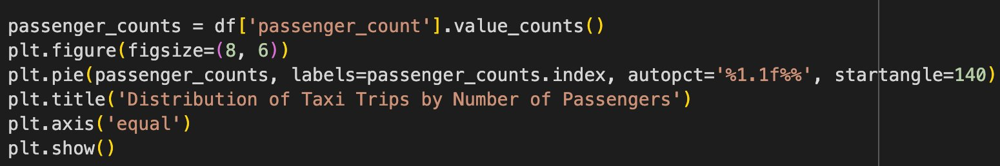 passenger_counts = df['passenger_count'].value_counts()
plt.figure(figsize=(8, 6))
plt.pie(passenger_counts, labels=passenger_counts.index, autopct='%1.1f%%', startangle=140)
plt.title('Distribution of Taxi Trips by Number of Passengers')
plt.axis('equal')
plt.show()